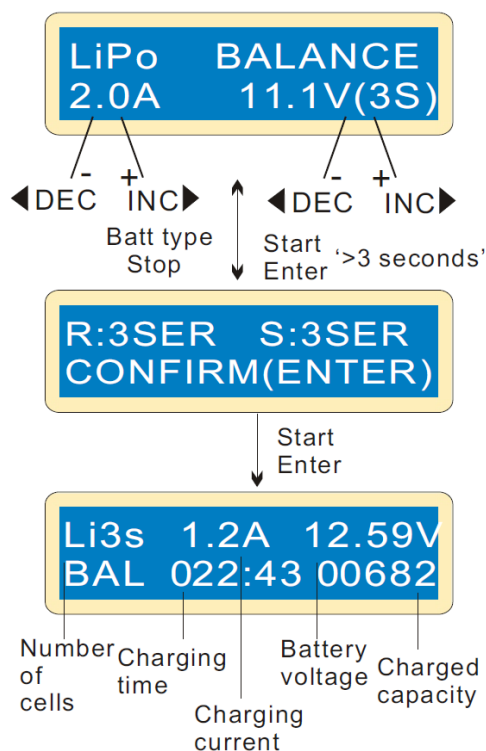 LiPo BALANCE
2.0A 11.1V(3S)
- + - +
◀DEC INC▶ ◀DEC INC▶
Batt type
Stop
Start
Enter '>3 seconds'
R:3SER S:3SER
CONFIRM(ENTER)
Start
Enter
Li3s 1.2A 12.59V
BAL 022:43 00682
Number
of
cells
Charging
time
Charging
current
Battery
voltage
Charged
capacity